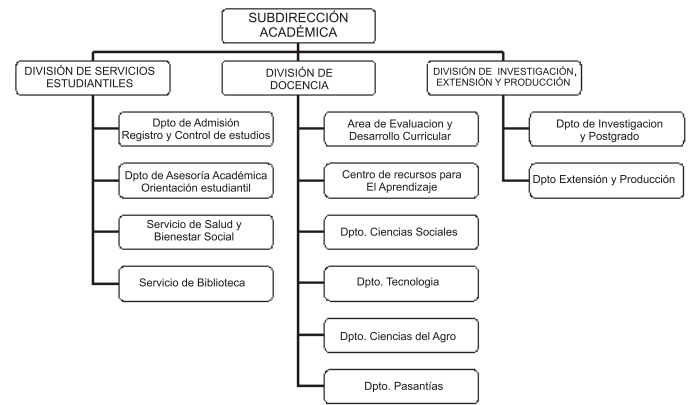 SUBDIRECCIÓN
ACADÉMICA
DIVISIÓN DE SERVICIOS
ESTUDIANTILES
Dpto de Admisión
Registro y Control de estudios
Dpto de Asesoría Académica
Orientación estudiantil
Servicio de Salud y
Bienestar Social
Servicio de Biblioteca
DIVISIÓN DE
DOCENCIA
Area de Evaluacion y
Desarrollo Curricular
Centro de recursos para
El Aprendizaje
Dpto. Ciencias Sociales
Dpto. Tecnologia
Dpto. Ciencias del Agro
Dpto. Pasantías
DIVISIÓN DE INVESTIGACIÓN,
EXTENSIÓN Y PRODUCCIÓN
Dpto de Investigacion
y Postgrado
Dpto Extensión y Producción